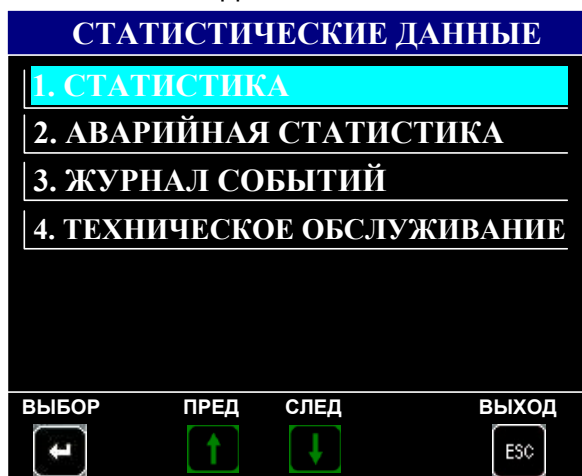 СТАТИСТИЧЕСКИЕ ДАННЫЕ
1. СТАТИСТИКА
2. АВАРИЙНАЯ СТАТИСТИКА
3. ЖУРНАЛ СОБЫТИЙ
4. ТЕХНИЧЕСКОЕ ОБСЛУЖИВАНИЕ
ВЫБОР ПРЕД СЛЕД ВЫХОД
ESC